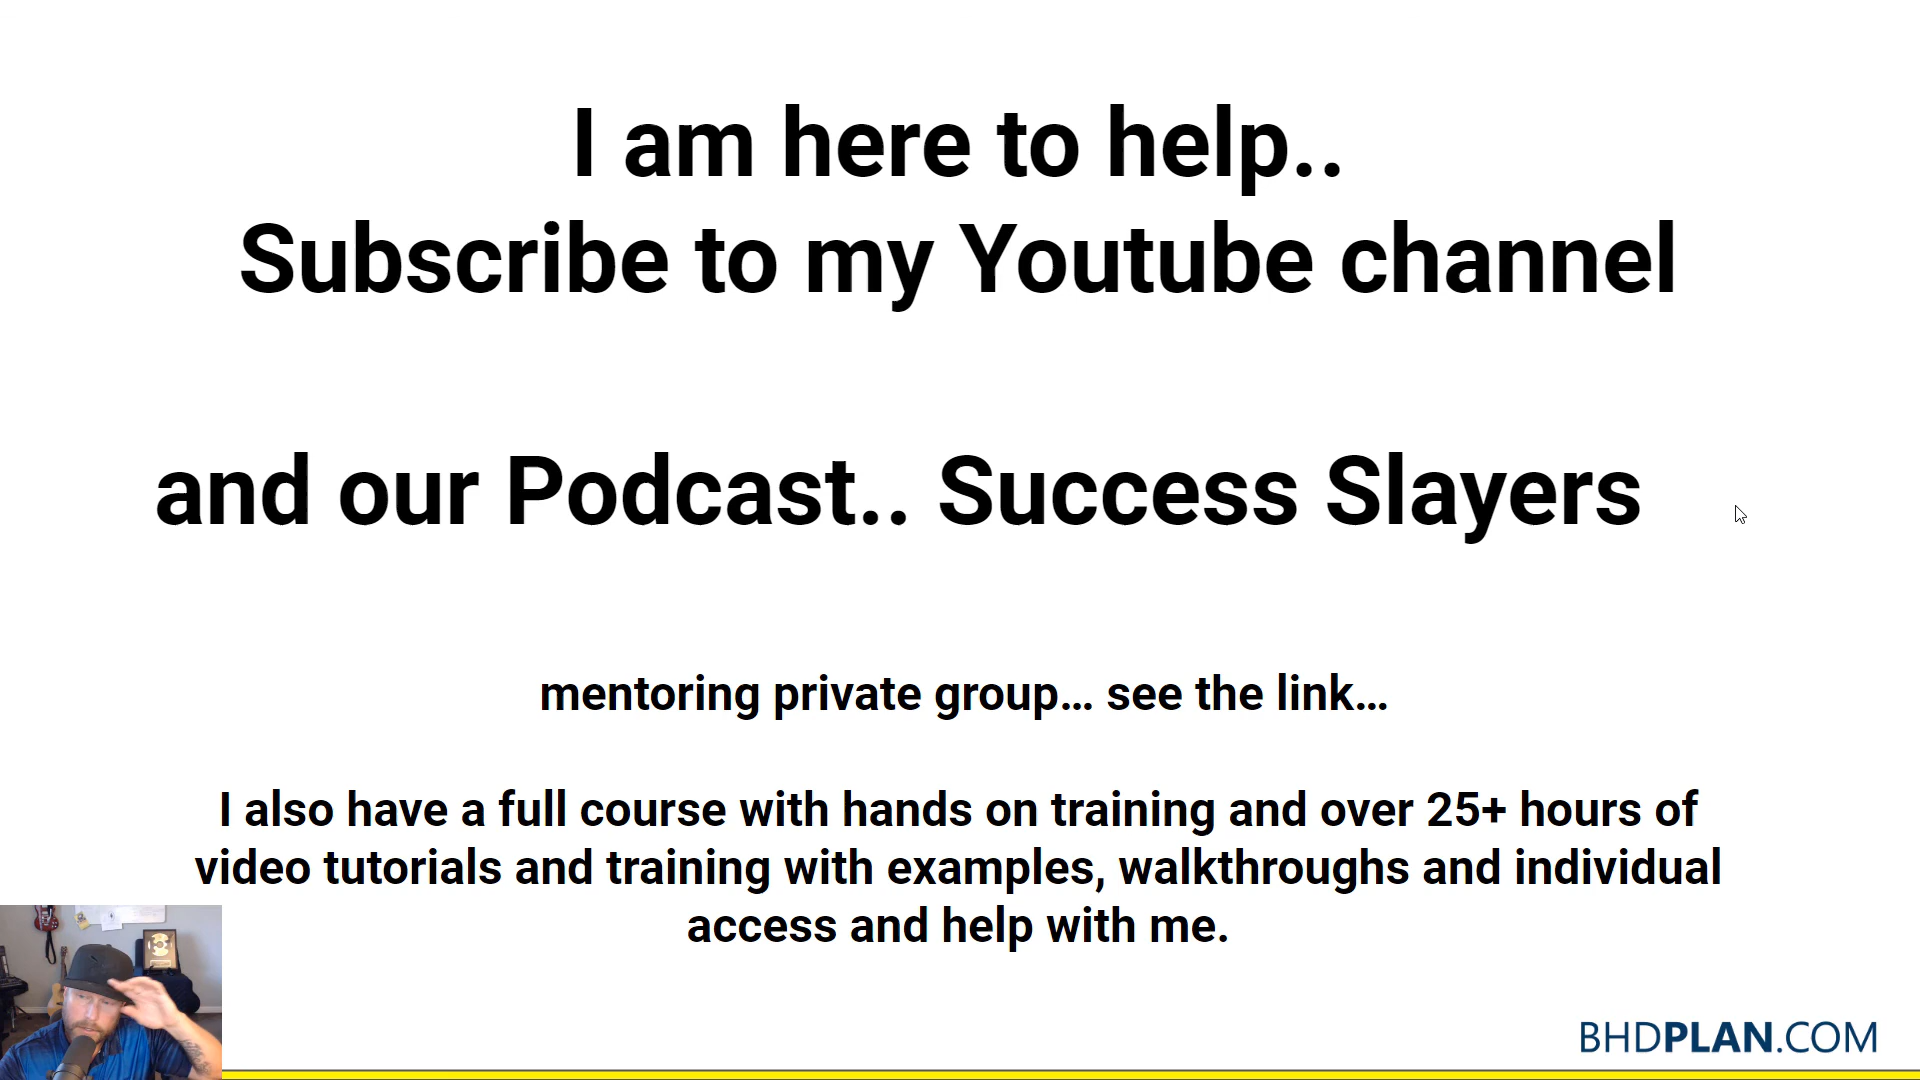 I am here to help..
Subscribe to my Youtube channel
and our Podcast.. Success Slayers
mentoring private group... see the link...
I also have a full course with hands on training and over 25+ hours of
video tutorials and training with examples, walkthroughs and individual
access and help with me.
BHDPLAN.COM